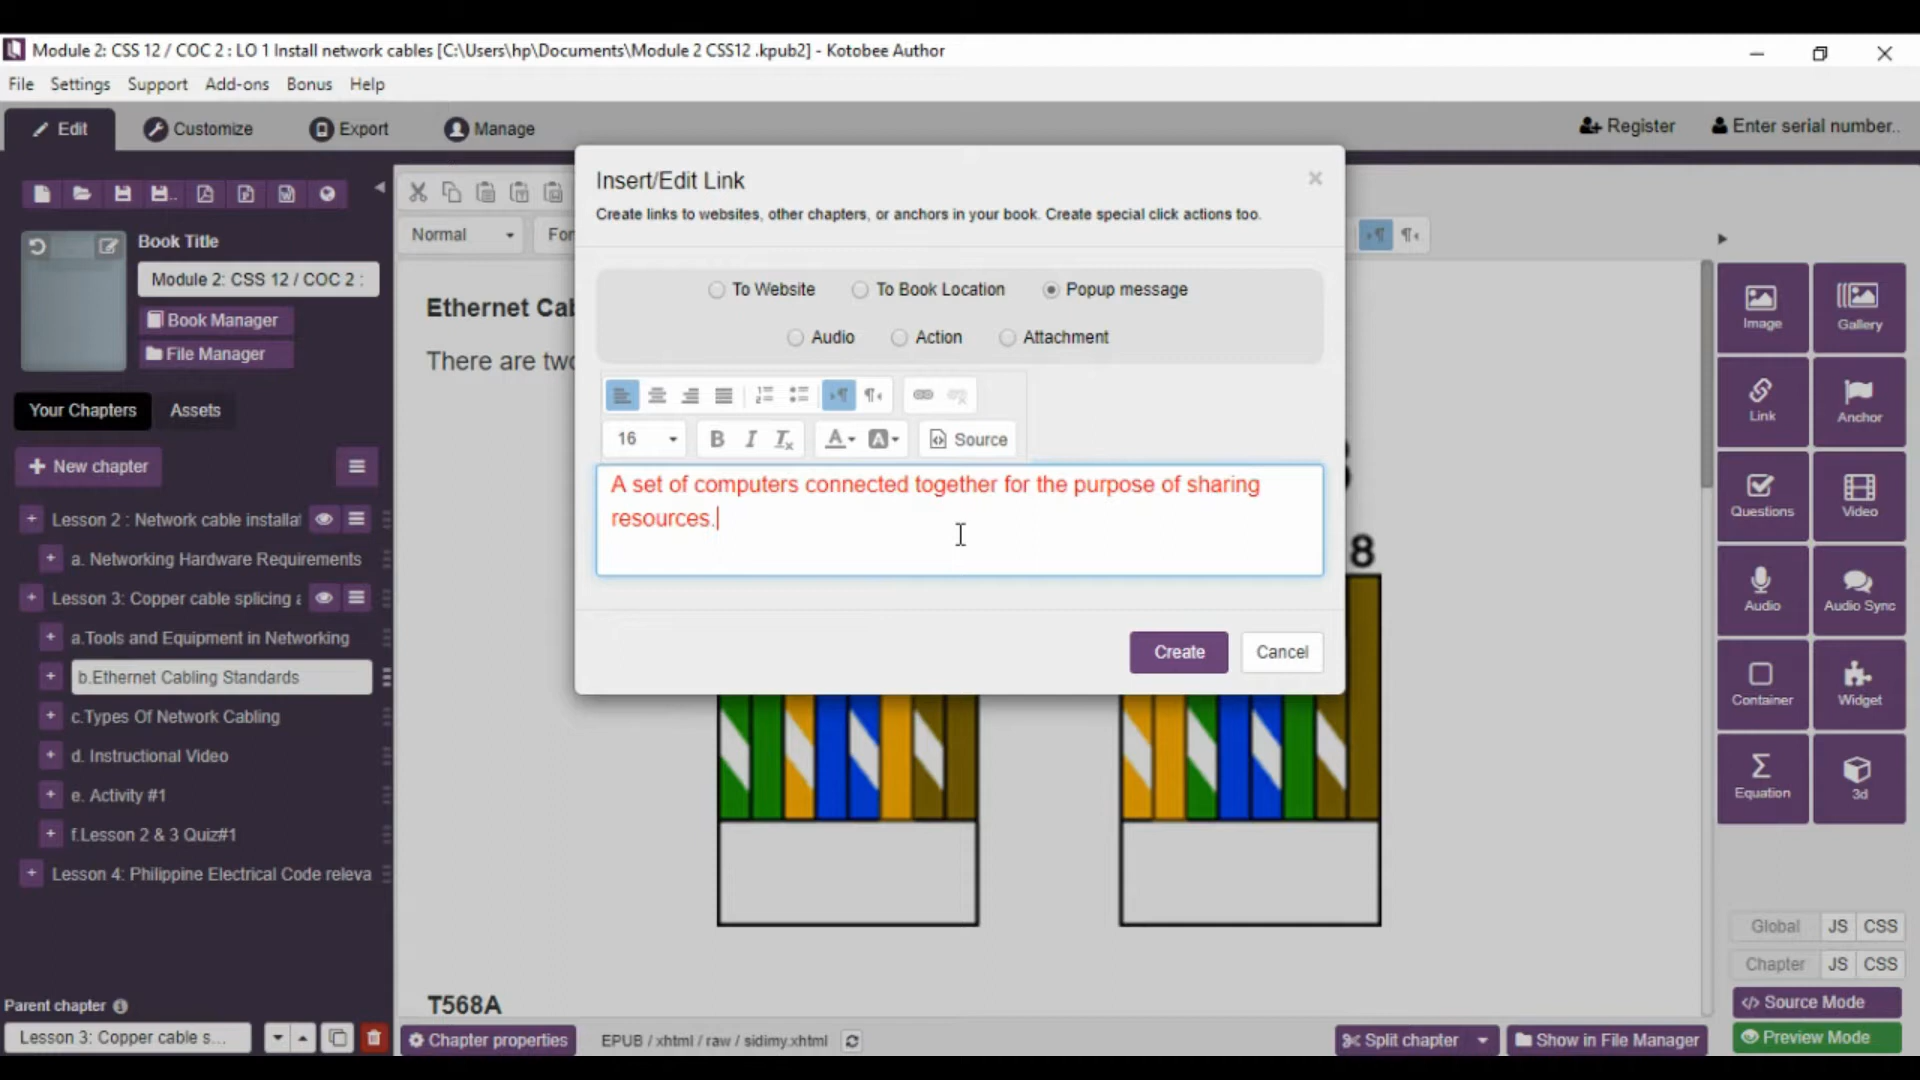 Module 2: CSS 12 / COC 2 : LO 1 Install network cables [C:\Users\hp\Documents\Module 2 CSS12 .kpub2] - Kotobee Author
File Settings Support Add-ons Bonus Help
Edit Customize Export Manage
Register Enter serial number..
Book Title
Module 2: CSS 12 / COC 2 :
Book Manager
File Manager
Your Chapters Assets
+ New chapter
Lesson 2 : Network cable installat
a. Networking Hardware Requirements
Lesson 3: Copper cable splicing a
a.Tools and Equipment in Networking
b.Ethernet Cabling Standards
c.Types Of Network Cabling
d. Instructional Video
e. Activity #1
f.Lesson 2 & 3 Quiz#1
Lesson 4: Philippine Electrical Code releva
Parent chapter
Lesson 3: Copper cable s...
Normal
For
Ethernet Cab
There are two
8
T568A
Insert/Edit Link
Create links to websites, other chapters, or anchors in your book. Create special click actions too.
To Website To Book Location Popup message
Audio Action Attachment
16 B I Tx A A Source
A set of computers connected together for the purpose of sharing
resources.
Create Cancel
Image Gallery
Link Anchor
Questions Video
Audio Audio Sync
Container Widget
Equation 3d
Global JS CSS
Chapter JS CSS
</> Source Mode
Preview Mode
Chapter properties EPUB / xhtml / raw / sidimy.xhtml Split chapter Show in File Manager